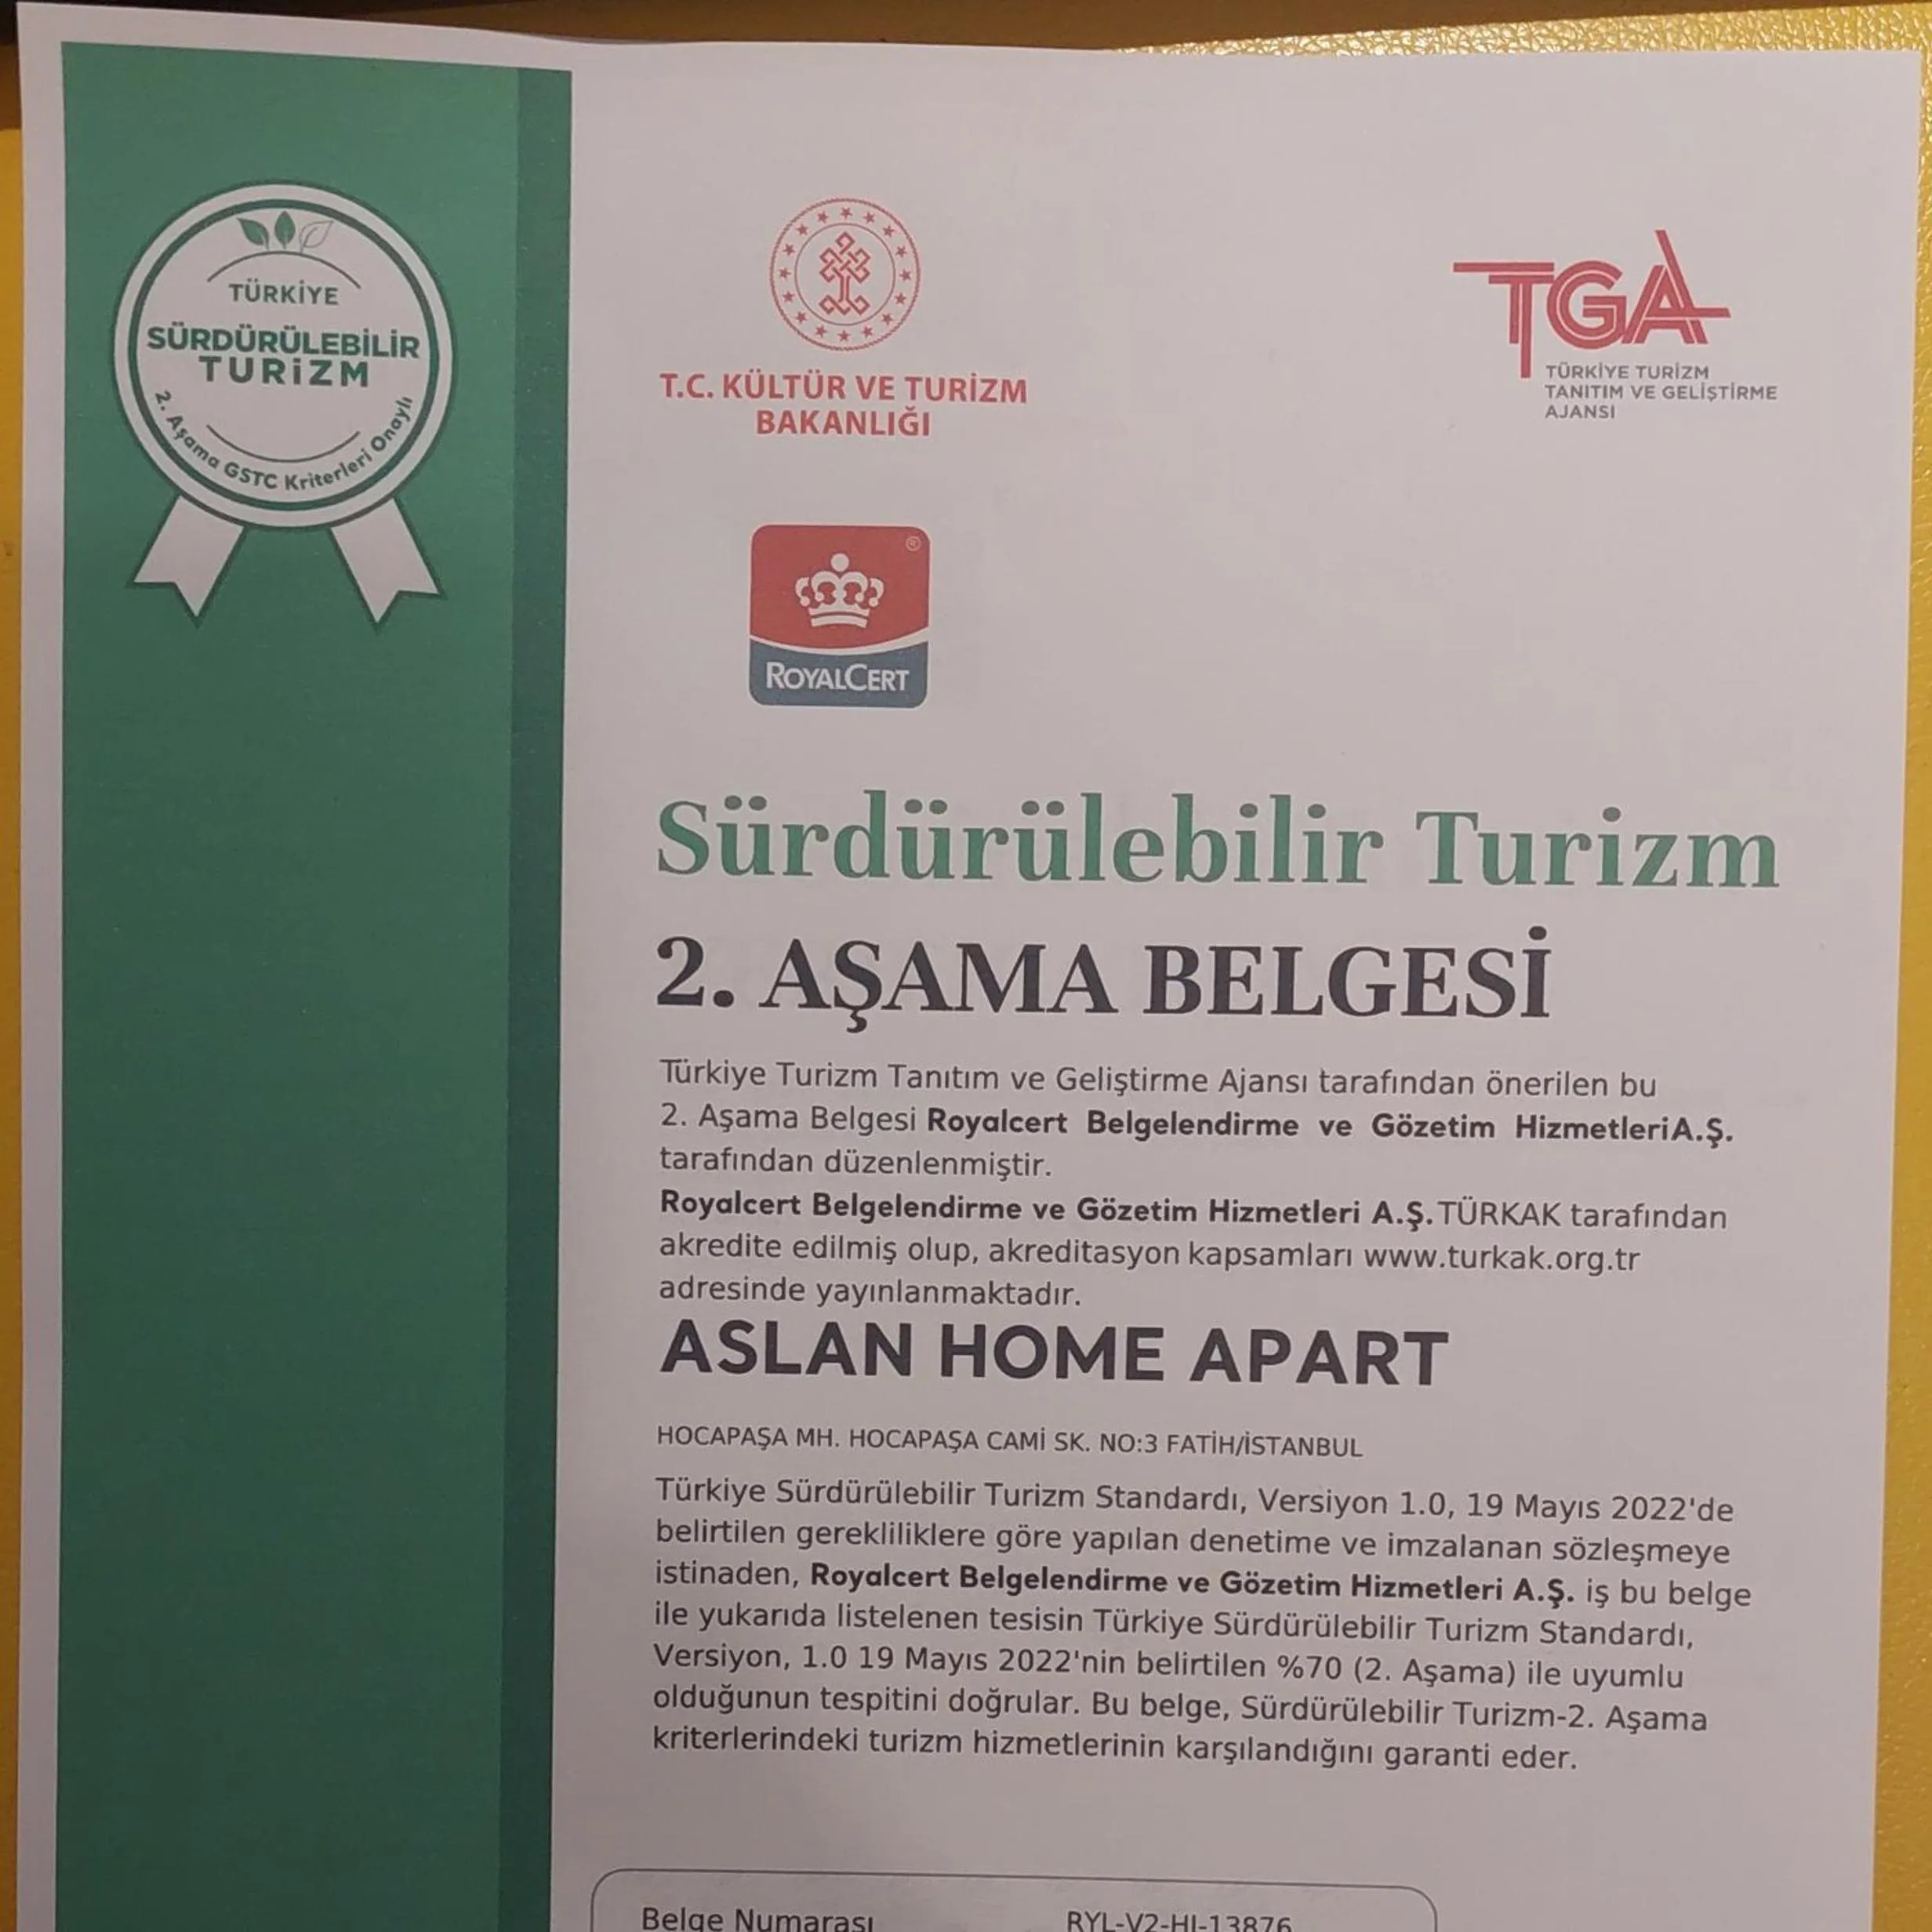 TÜRKİYE
SÜRDÜRÜLEBİLİR
TURİZM
2. Aşama GSTC Kriterleri Onaylı
T.C. KÜLTÜR VE TURİZM
BAKANLIĞI
TGA
TÜRKİYE TURİZM
TANITIM VE GELİŞTİRME
AJANSI
®
ROYALCERT
Sürdürülebilir Turizm
2. AŞAMA BELGESİ
Türkiye Turizm Tanıtım ve Geliştirme Ajansı tarafından önerilen bu
2. Aşama Belgesi Royalcert Belgelendirme ve Gözetim HizmetleriA.Ş.
tarafından düzenlenmiştir.
Royalcert Belgelendirme ve Gözetim Hizmetleri A.Ş.TÜRKAK tarafından
akredite edilmiş olup, akreditasyon kapsamları www.turkak.org.tr
adresinde yayınlanmaktadır.
ASLAN HOME APART
HOCAPAŞA MH. HOCAPAŞA CAMİ SK. NO:3 FATİH/İSTANBUL
Türkiye Sürdürülebilir Turizm Standardı, Versiyon 1.0, 19 Mayıs 2022'de
belirtilen gerekliliklere göre yapılan denetime ve imzalanan sözleşmeye
istinaden, Royalcert Belgelendirme ve Gözetim Hizmetleri A.Ş. iş bu belge
ile yukarıda listelenen tesisin Türkiye Sürdürülebilir Turizm Standardı,
Versiyon, 1.0 19 Mayıs 2022'nin belirtilen %70 (2. Aşama) ile uyumlu
olduğunun tespitini doğrular. Bu belge, Sürdürülebilir Turizm-2. Aşama
kriterlerindeki turizm hizmetlerinin karşılandığını garanti eder.
Belge Numarası RYL-V2-HI-13876